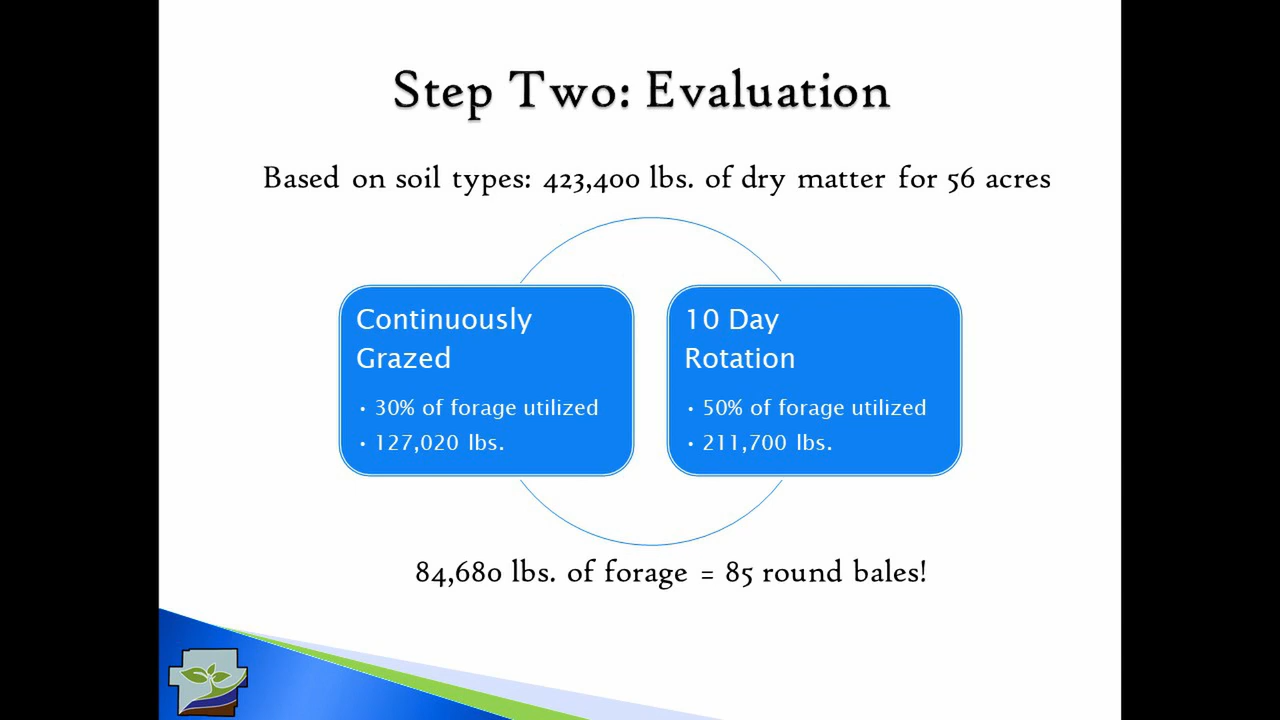 Step Two: Evaluation
Based on soil types: 423,400 lbs. of dry matter for 56 acres
Continuously
Grazed
• 30% of forage utilized
• 127,020 lbs.
10 Day
Rotation
• 50% of forage utilized
• 211,700 lbs.
84,680 lbs. of forage = 85 round bales!